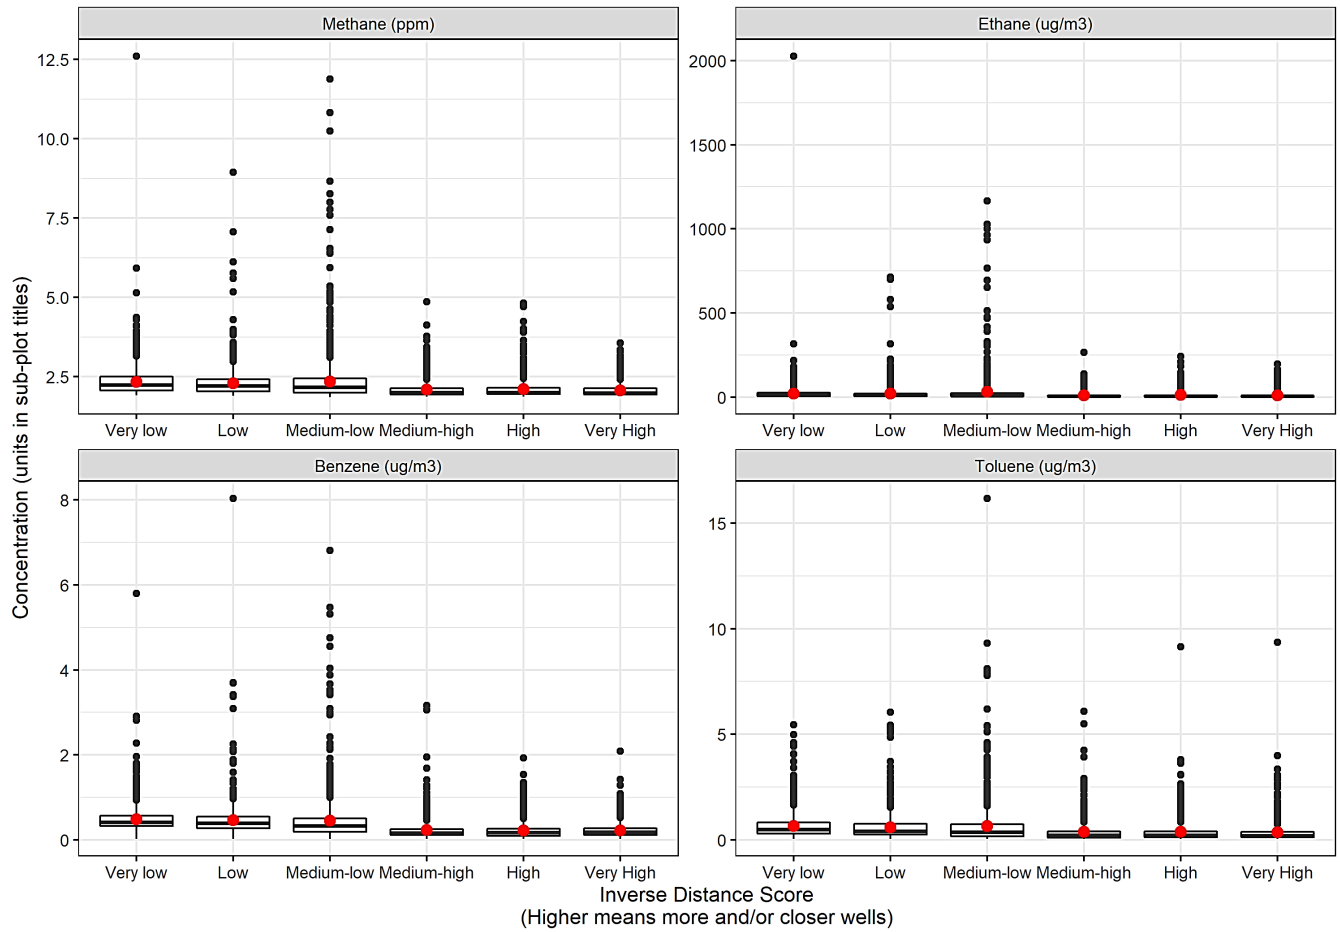 Methane (ppm)
Ethane (ug/m3)
12.5
10.0
7.5
5.0
2.5
2000
1500
1000
500
0
Very low Low Medium-low Medium-high High Very High
Very low Low Medium-low Medium-high High Very High
Benzene (ug/m3)
Toluene (ug/m3)
8
6
4
2
0
15
10
5
0
Very low Low Medium-low Medium-high High Very High
Very low Low Medium-low Medium-high High Very High
Concentration (units in sub-plot titles)
Inverse Distance Score
(Higher means more and/or closer wells)